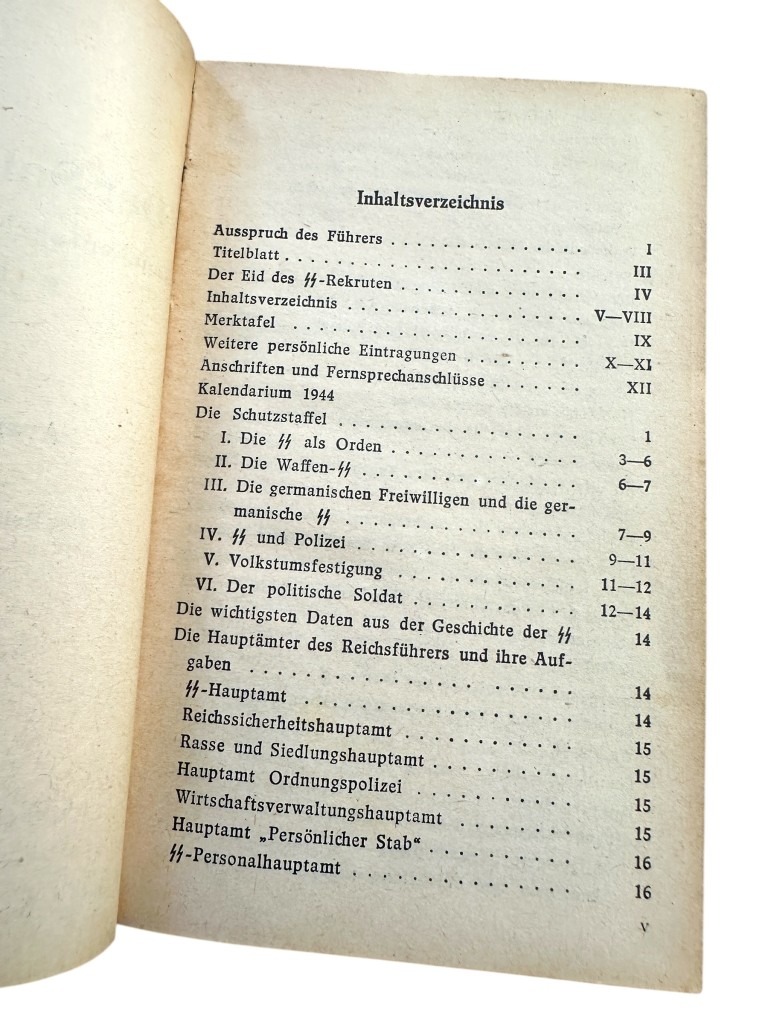 Inhaltsverzeichnis
Ausspruch des Führers . . . . . . . . . . . . . . . I
Titelblatt . . . . . . . . . . . . . . . . . . . . . III
Der Eid des ᛋᛋ-Rekruten . . . . . . . . . . . . . IV
Inhaltsverzeichnis . . . . . . . . . . . . . . . . . V—VIII
Merktafel . . . . . . . . . . . . . . . . . . . . . IX
Weitere persönliche Eintragungen . . . . . . . . . X—XI
Anschriften und Fernsprechanschlüsse . . . . . . . XII
Kalendarium 1944
Die Schutzstaffel . . . . . . . . . . . . . . . . . 1
I. Die ᛋᛋ als Orden . . . . . . . . . . . . . . 3—6
II. Die Waffen-ᛋᛋ . . . . . . . . . . . . . . . . 6—7
III. Die germanischen Freiwilligen und die ger-
manische ᛋᛋ . . . . . . . . . . . . . . . . . 7—9
IV. ᛋᛋ und Polizei . . . . . . . . . . . . . . . . 9—11
V. Volkstumsfestigung . . . . . . . . . . . . . 11—12
VI. Der politische Soldat . . . . . . . . . . . . 12—14
Die wichtigsten Daten aus der Geschichte der ᛋᛋ 14
Die Hauptämter des Reichsführers und ihre Auf-
gaben . . . . . . . . . . . . . . . . . . . . . 14
ᛋᛋ-Hauptamt . . . . . . . . . . . . . . . . . . . 14
Reichssicherheitshauptamt . . . . . . . . . . . . . 15
Rasse und Siedlungshauptamt . . . . . . . . . . . 15
Hauptamt Ordnungspolizei . . . . . . . . . . . . 15
Wirtschaftsverwaltungshauptamt . . . . . . . . . 15
Hauptamt „Persönlicher Stab“ . . . . . . . . . . . 16
ᛋᛋ-Personalhauptamt . . . . . . . . . . . . . . . 16
V